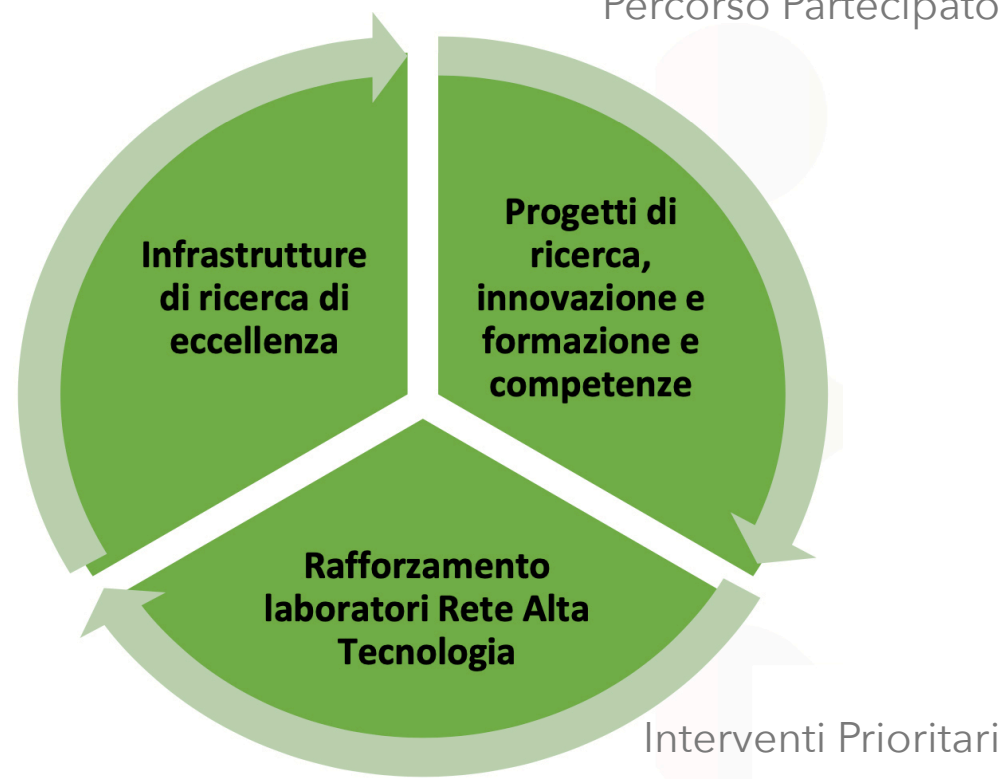 Percorso Partecipato
Infrastrutture
di ricerca di
eccellenza
Progetti di
ricerca,
innovazione e
formazione e
competenze
Rafforzamento
laboratori Rete Alta
Tecnologia
Interventi Prioritari